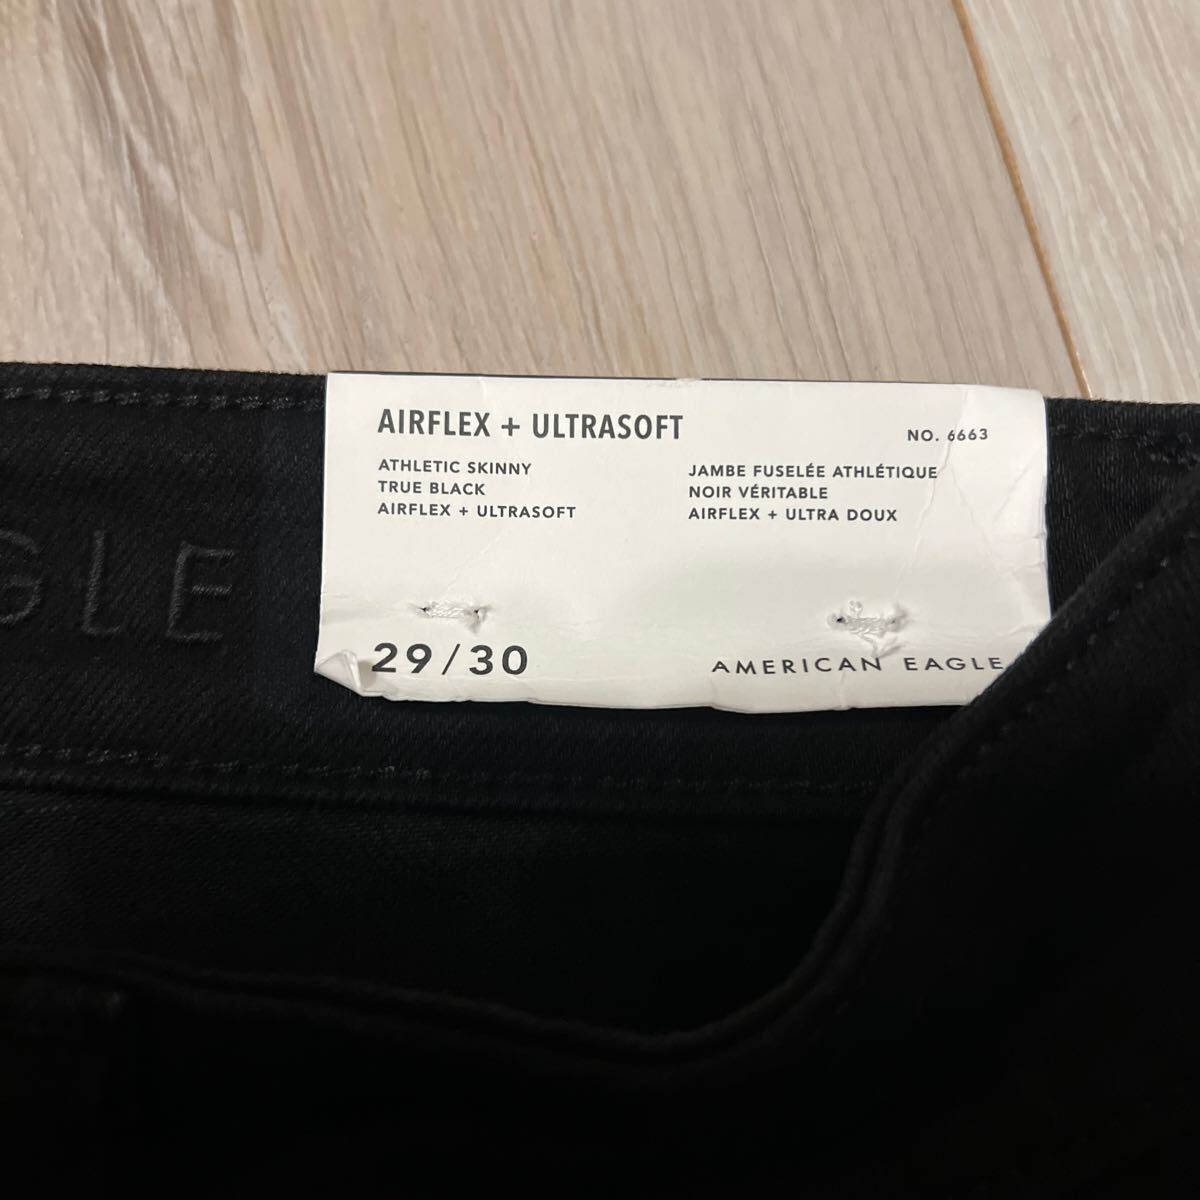 AIRFLEX + ULTRASOFT
NO. 6663
ATHLETIC SKINNY
TRUE BLACK
AIRFLEX + ULTRASOFT
JAMBE FUSELÉE ATHLÉTIQUE
NOIR VÉRITABLE
AIRFLEX + ULTRA DOUX
GLE
29/30
AMERICAN EAGLE